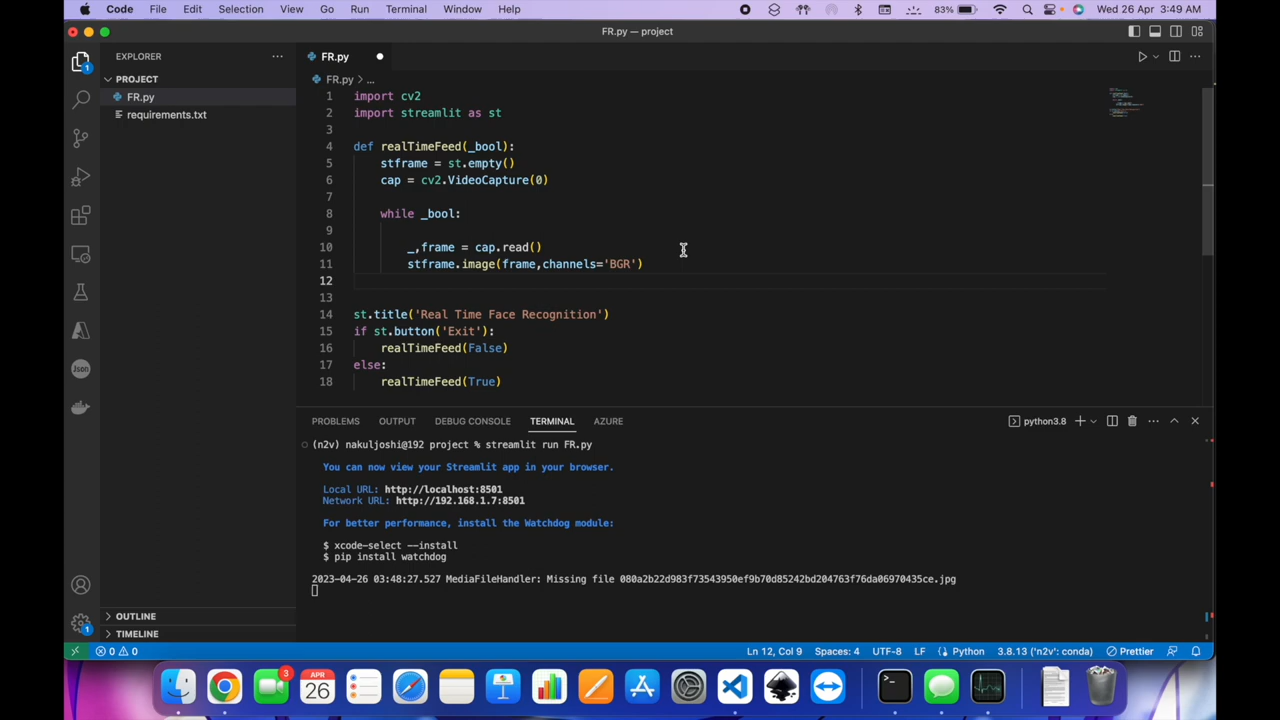 Code File Edit Selection View Go Run Terminal Window Help 83% Wed 26 Apr 3:49 AM
FR.py — project
EXPLORER
FR.py
PROJECT
FR.py > ...
FR.py
requirements.txt
1 import cv2
2 import streamlit as st
3
4 def realTimeFeed(_bool):
5 stframe = st.empty()
6 cap = cv2.VideoCapture(0)
7
8 while _bool:
9
10 _,frame = cap.read()
11 stframe.image(frame,channels='BGR')
12
13
14 st.title('Real Time Face Recognition')
15 if st.button('Exit'):
16 realTimeFeed(False)
17 else:
18 realTimeFeed(True)
PROBLEMS OUTPUT DEBUG CONSOLE TERMINAL AZURE python3.8
(n2v) nakuljoshi@192 project % streamlit run FR.py
You can now view your Streamlit app in your browser.
Local URL: http://localhost:8501
Network URL: http://192.168.1.7:8501
For better performance, install the Watchdog module:
$ xcode-select --install
$ pip install watchdog
2023-04-26 03:48:27.527 MediaFileHandler: Missing file 080a2b22d983f73543950ef9b70d85242bd204763f76da06970435ce.jpg
OUTLINE
TIMELINE
Json
1
1
0 0 Ln 12, Col 9 Spaces: 4 UTF-8 LF Python 3.8.13 ('n2v': conda) Prettier
3
APR
26